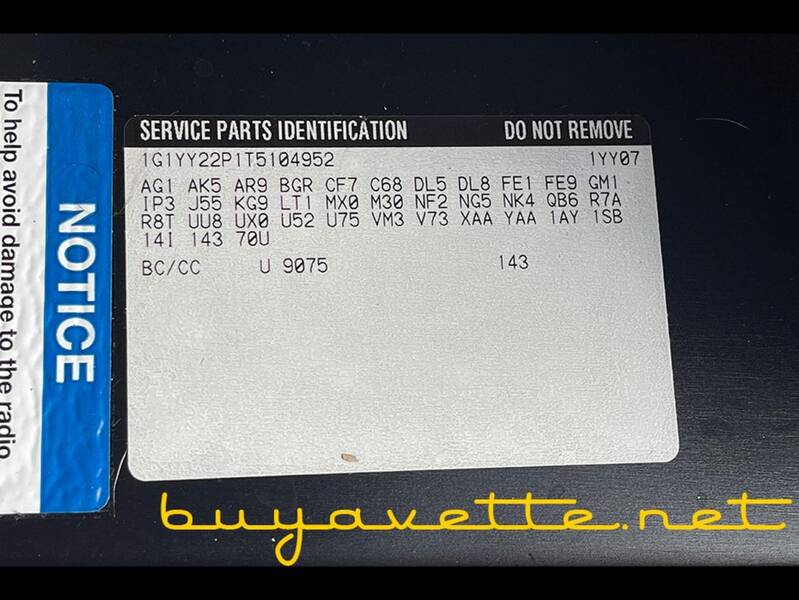 NOTICE
To help avoid damage to the radio
SERVICE PARTS IDENTIFICATION DO NOT REMOVE
1G1YY22P1T5104952 1YY07
AG1 AK5 AR9 BGR CF7 C68 DL5 DL8 FE1 FE9 GM1
IP3 J55 KG9 LT1 MX0 M30 NF2 NG5 NK4 QB6 R7A
R8T UU8 UX0 U52 U75 VM3 V73 XAA YAA 1AY 1SB
14I 143 70U
BC/CC U 9075 143
buyavette.net